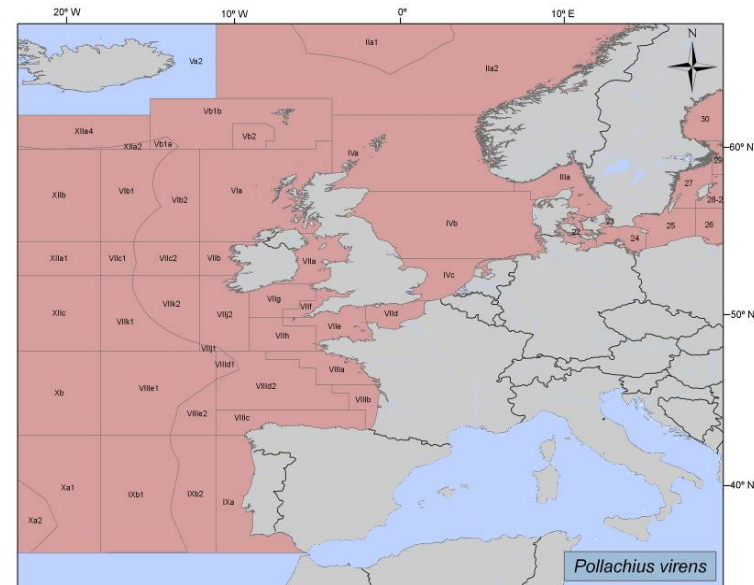 20° W 10° W 0° 10° E
N
IIa1
Va2
IIa2
Vb1b
30
XIIa4
Vb2
Vb1a
XIIa2
IVa
60° N
29
IIIa
27
XIIb
VIb1
VIb2
VIa
28-2
IVb
23
22
24
25
26
XIIa1
VIIc1
VIIc2
VIIb
VIIa
IVc
XIIc
VIIk1
VIIk2
VIIj2
VIIg
VIIf
VIId
50° N
VIIe
VIIh
VIIj1
VIIId1
VIIIa
Xb
VIIIe1
VIIId2
VIIIb
VIIIe2
VIIIc
Xa1
IXb1
IXb2
IXa
40° N
Xa2
Pollachius virens